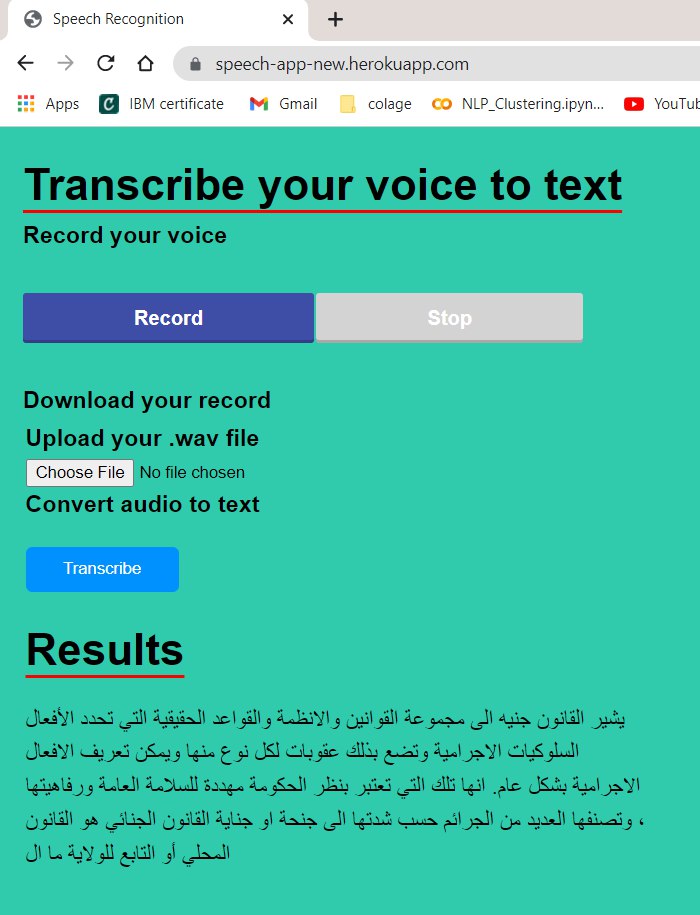 Speech Recognition
speech-app-new.herokuapp.com
Apps
IBM certificate
Gmail
colage
NLP_Clustering.ipyn...
Transcribe your voice to text
Record your voice
Record
Stop
Download your record
Upload your .wav file
Choose File No file chosen
Convert audio to text
Transcribe
Results
يشير القانون جنيه الى مجموعة القوانين والانظمة والقواعد الحقيقية التي تحدد الأفعال
السلوكيات الاجرامية وتضع بذلك عقوبات لكل نوع منها ويمكن تعريف الافعال
الاجرامية بشكل عام. انها تلك التي تعتبر بنظر الحكومة مهددة للسلامة العامة ورفاهيتها
، وتصنفها العديد من الجرائم حسب شدتها الى جنحة او جناية القانون الجنائي هو القانون
المحلي أو التابع للولاية ما ال